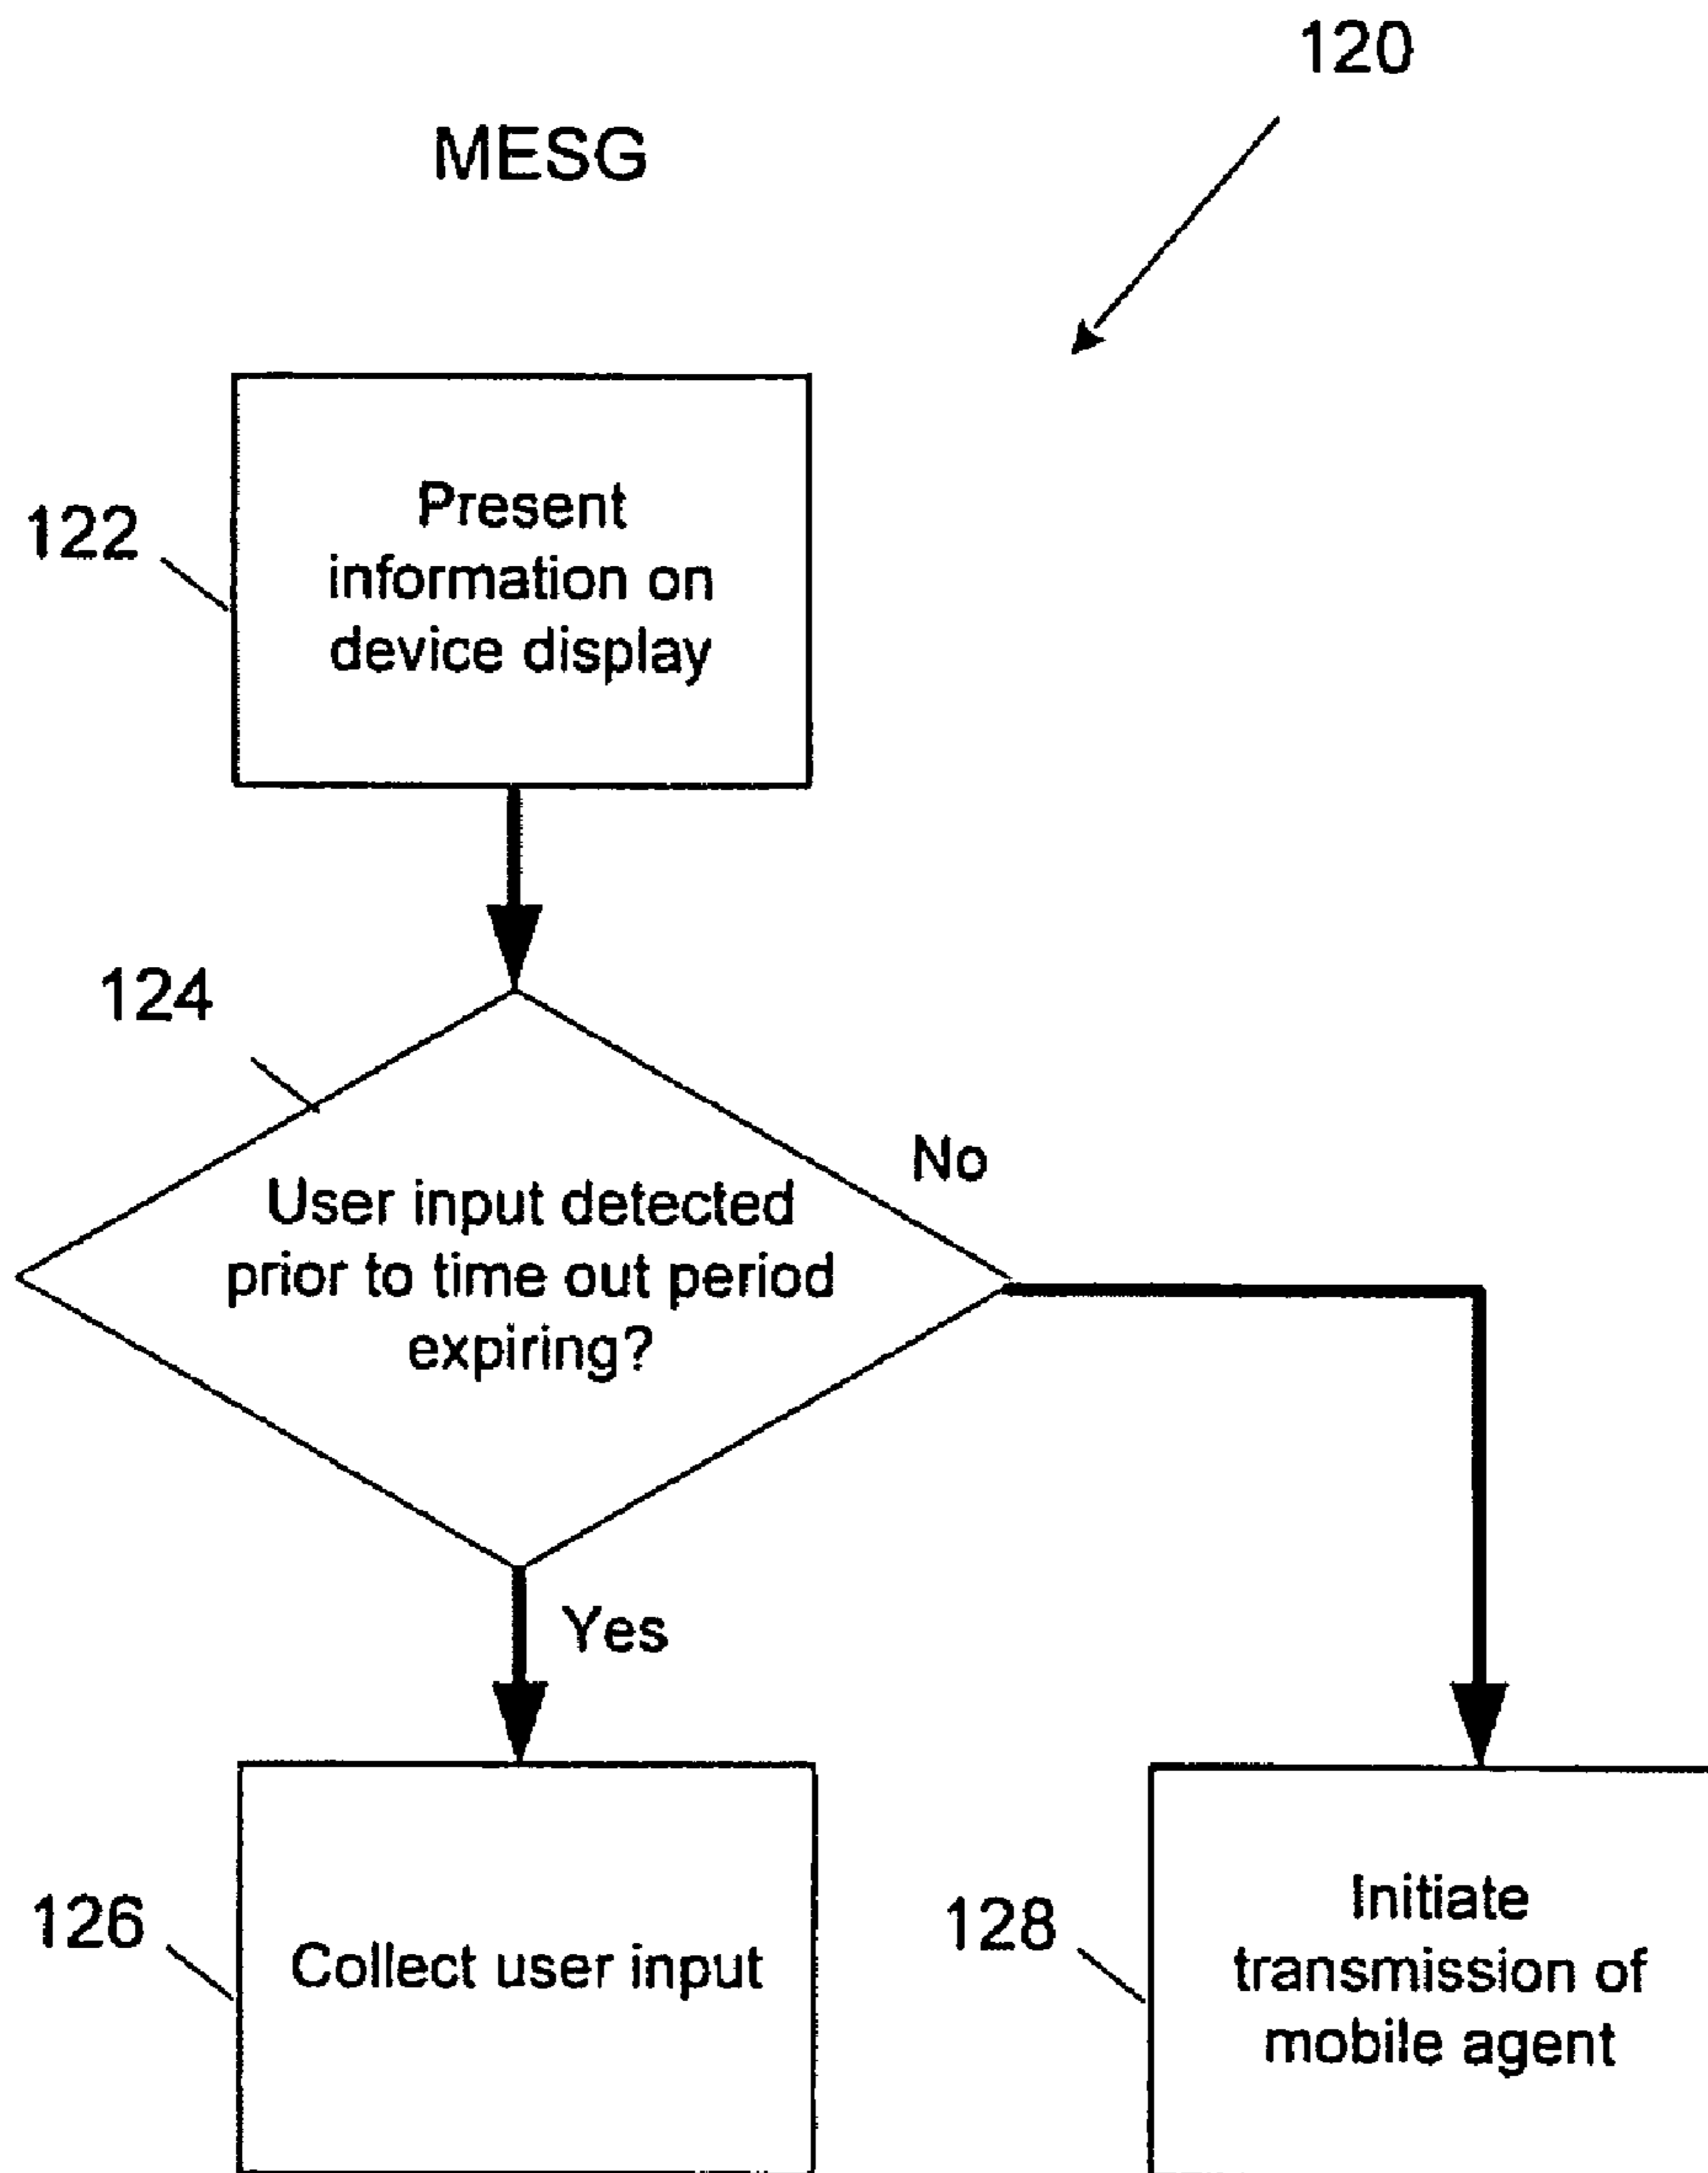 120
MESG
122
Present
information on
device display
124
No
User input detected
prior to time out period
expiring?
Yes
126
Collect user input
128
Initiate
transmission of
mobile agent